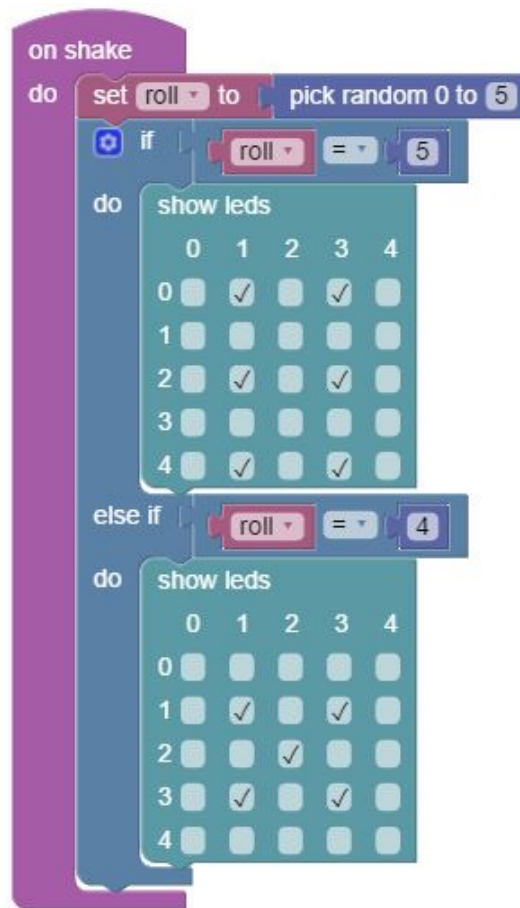 on shake
do set roll to pick random 0 to 5
if roll = 5
do show leds
0 1 2 3 4
0
1
2
3
4
else if roll = 4
do show leds
0 1 2 3 4
0
1
2
3
4